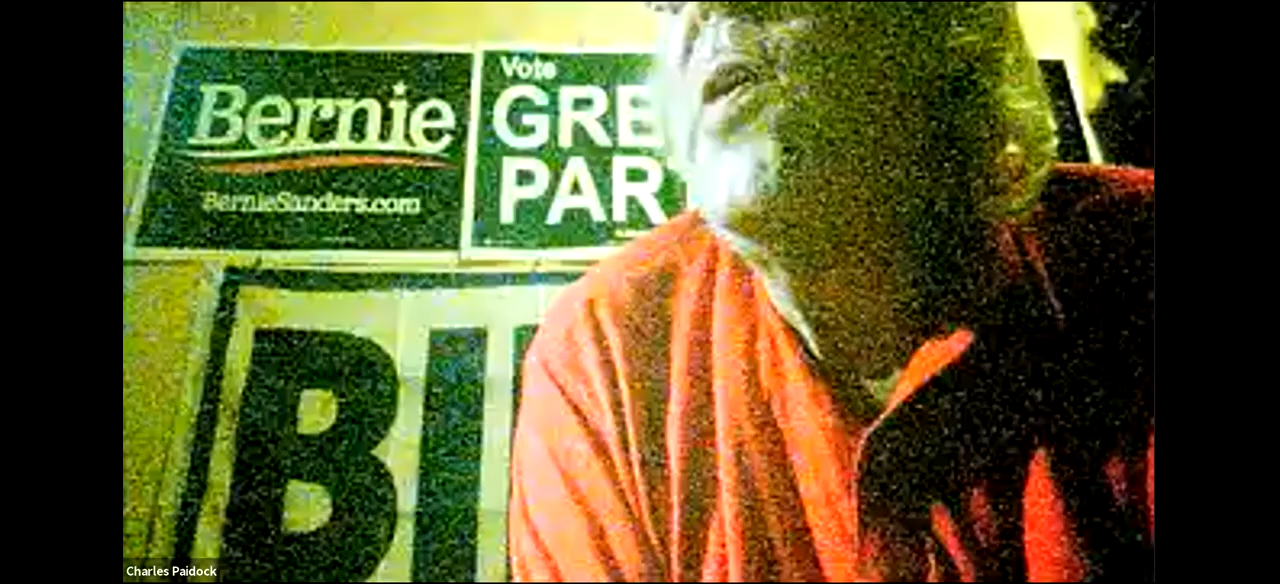 Bernie
BernieSanders.com
Vote
GRE
PAR
BI
Charles Paidock